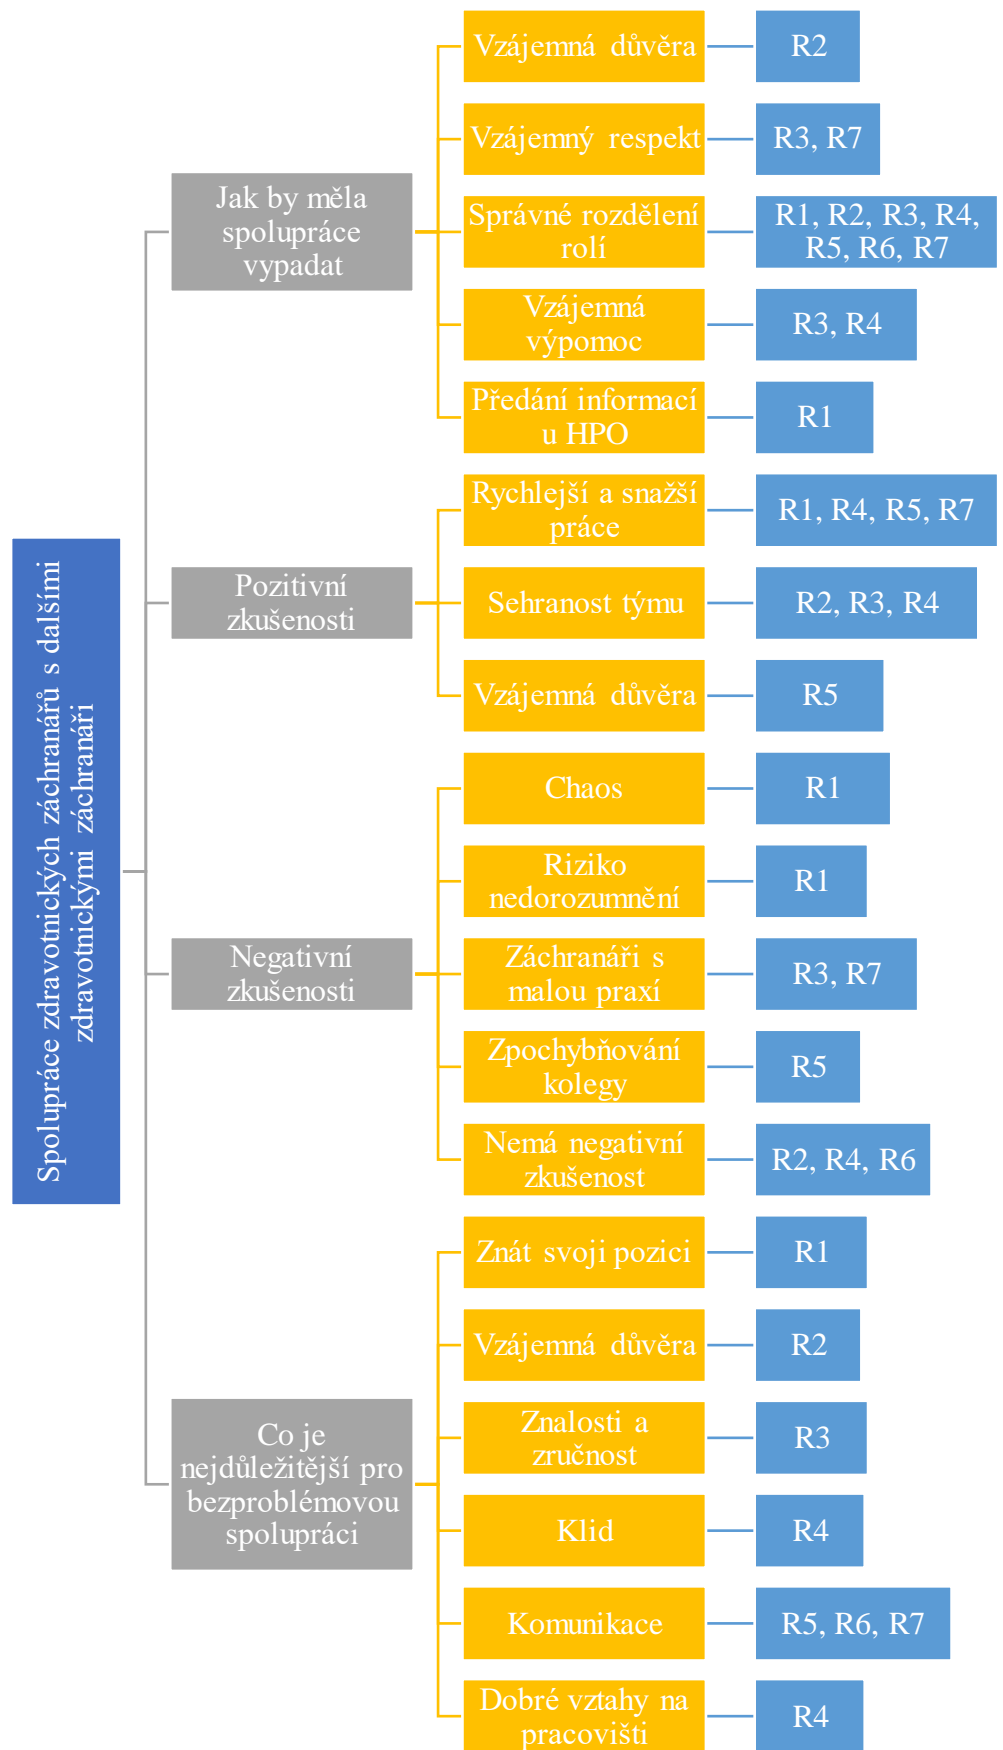 Spolupráce zdravotnických záchranářů s dalšími
zdravotnickými záchranáři
Jak by měla
spolupráce
vypadat
Vzájemná důvěra
R2
Vzájemný respekt
R3, R7
Správné rozdělení
rolí
R1, R2, R3, R4,
R5, R6, R7
Vzájemná
výpomoc
R3, R4
Předání informací
u HPO
R1
Pozitivní
zkušenosti
Rychlejší a snažší
práce
R1, R4, R5, R7
Sehranost týmu
R2, R3, R4
Vzájemná důvěra
R5
Negativní
zkušenosti
Chaos
R1
Riziko
nedorozumnění
R1
Záchranáři s
malou praxí
R3, R7
Zpochybňování
kolegy
R5
Nemá negativní
zkušenost
R2, R4, R6
Co je
nejdůležitější pro
bezproblémovou
spolupráci
Znát svoji pozici
R1
Vzájemná důvěra
R2
Znalosti a
zručnost
R3
Klid
R4
Komunikace
R5, R6, R7
Dobré vztahy na
pracovišti
R4